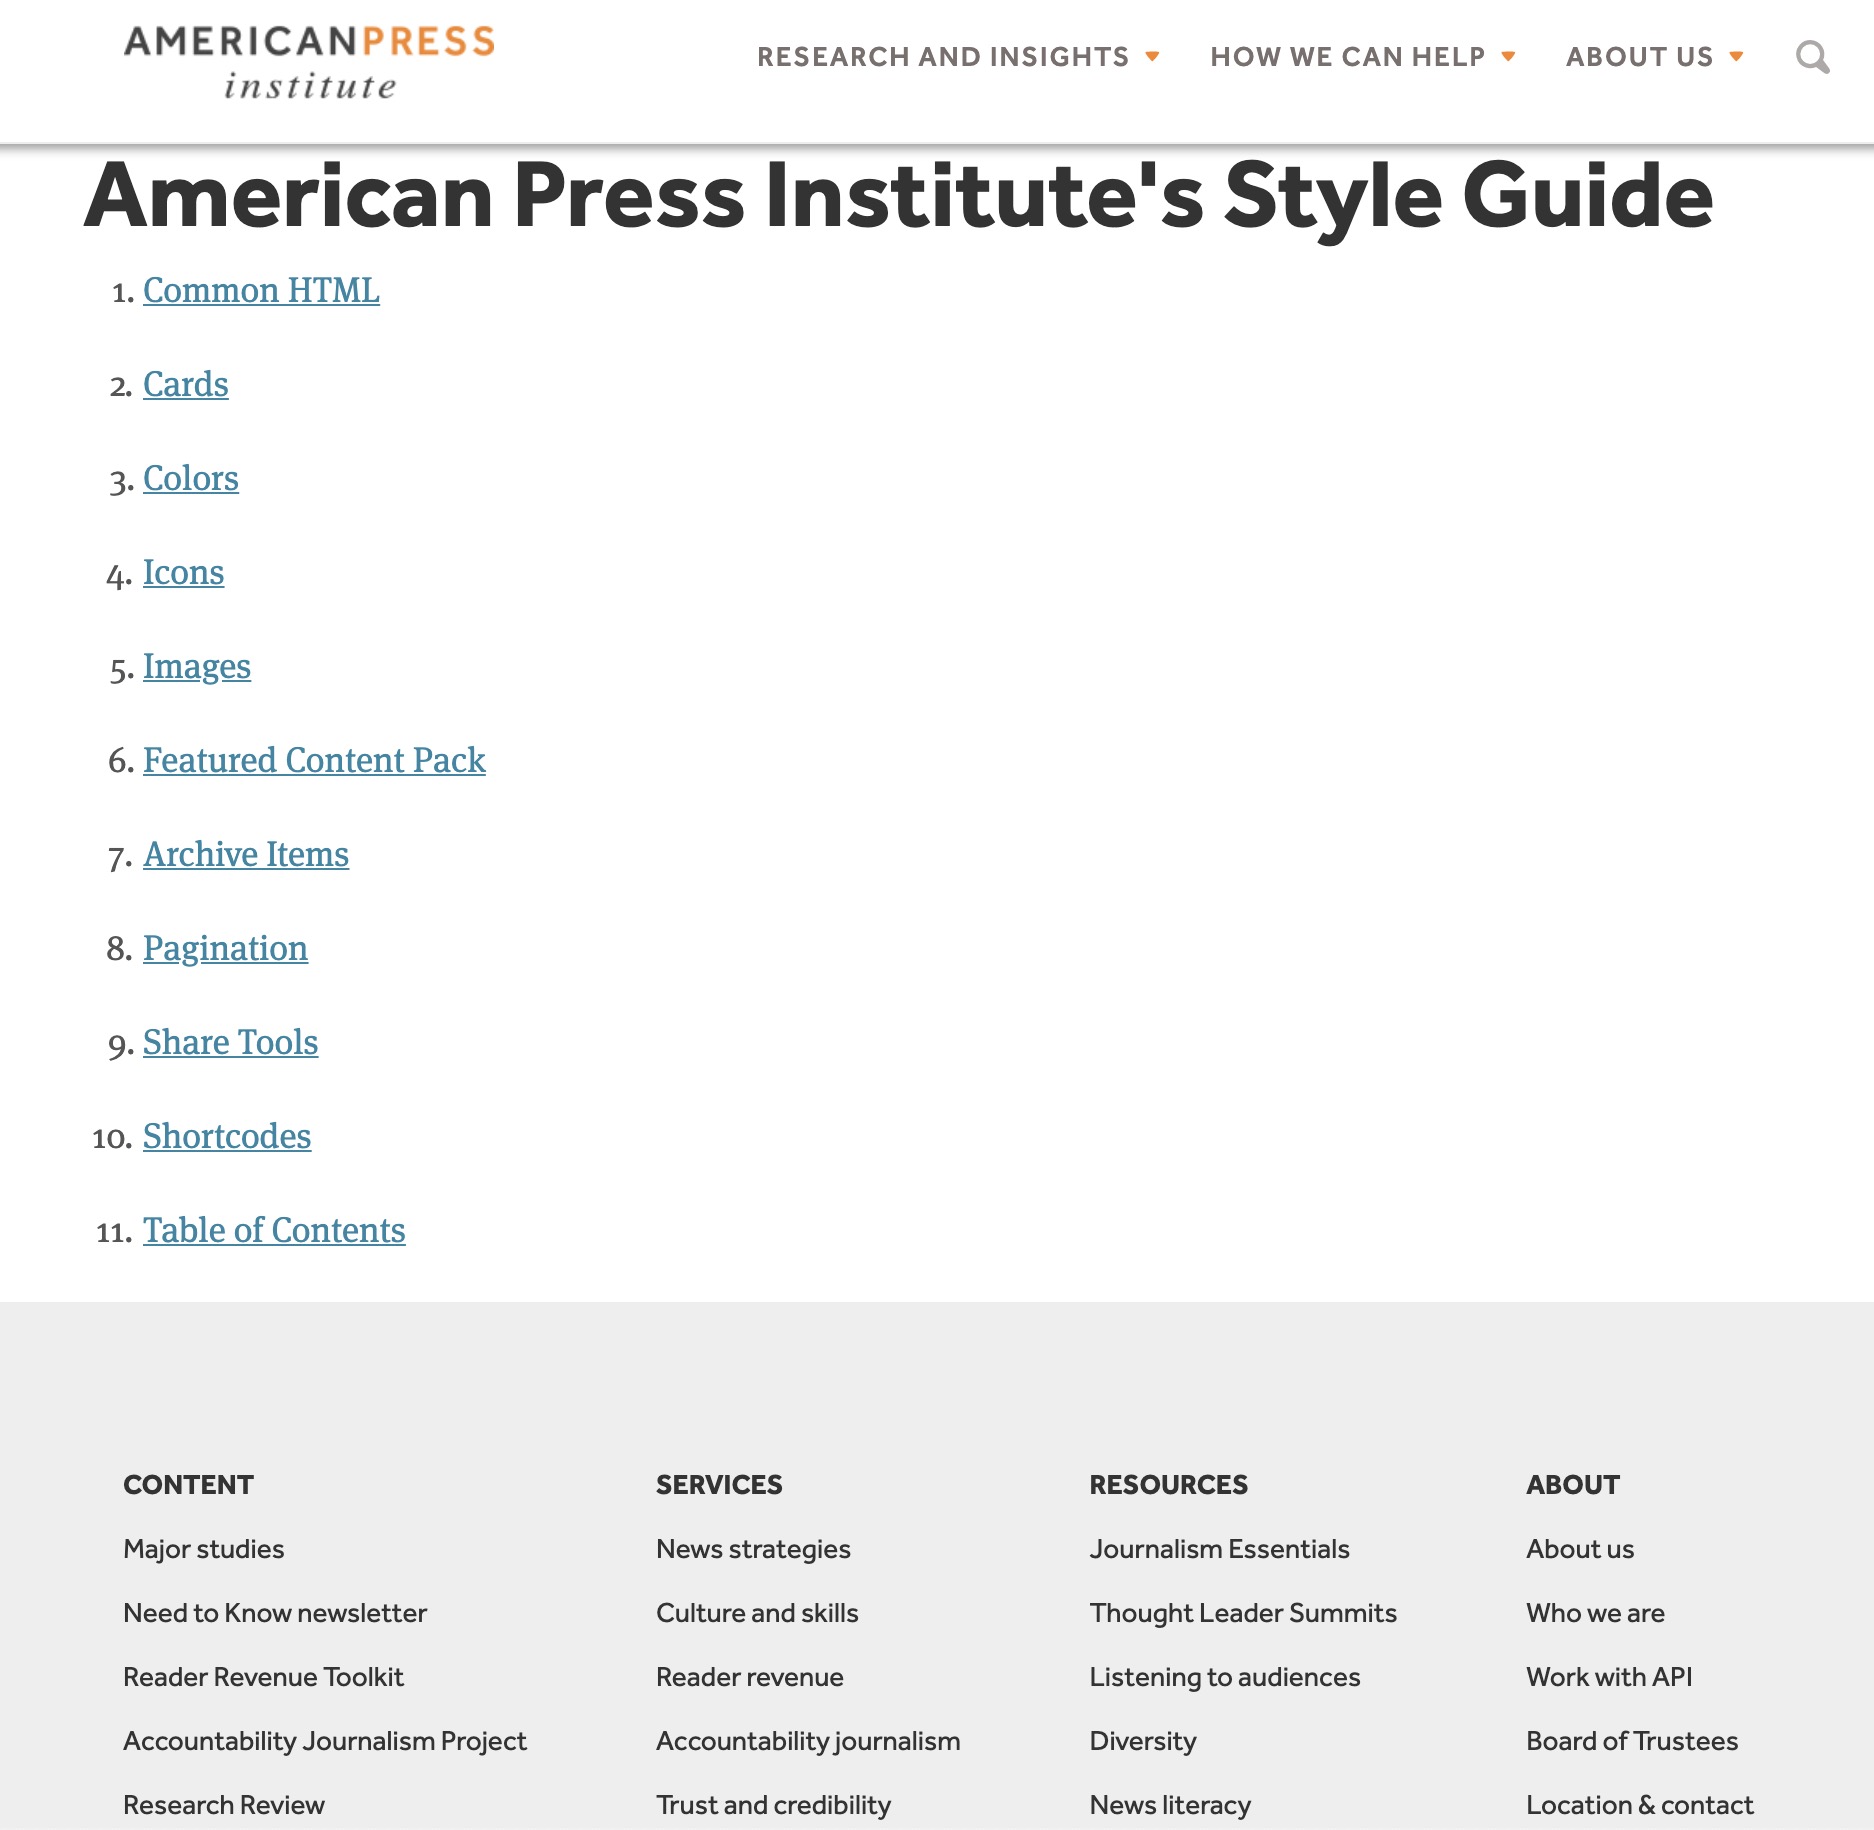 AMERICANPRESS
institute
RESEARCH AND INSIGHTS HOW WE CAN HELP ABOUT US
American Press Institute's Style Guide
1. Common HTML
2. Cards
3. Colors
4. Icons
5. Images
6. Featured Content Pack
7. Archive Items
8. Pagination
9. Share Tools
10. Shortcodes
11. Table of Contents
CONTENT
Major studies
Need to Know newsletter
Reader Revenue Toolkit
Accountability Journalism Project
Research Review
SERVICES
News strategies
Culture and skills
Reader revenue
Accountability journalism
Trust and credibility
RESOURCES
Journalism Essentials
Thought Leader Summits
Listening to audiences
Diversity
News literacy
ABOUT
About us
Who we are
Work with API
Board of Trustees
Location & contact